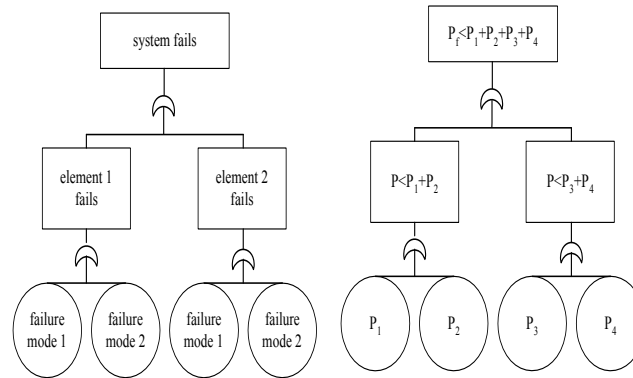 system fails
element 1
fails
element 2
fails
failure
mode 1
failure
mode 2
failure
mode 1
failure
mode 2
P_f<P_1+P_2+P_3+P_4
P<P_1+P_2
P<P_3+P_4
P_1
P_2
P_3
P_4